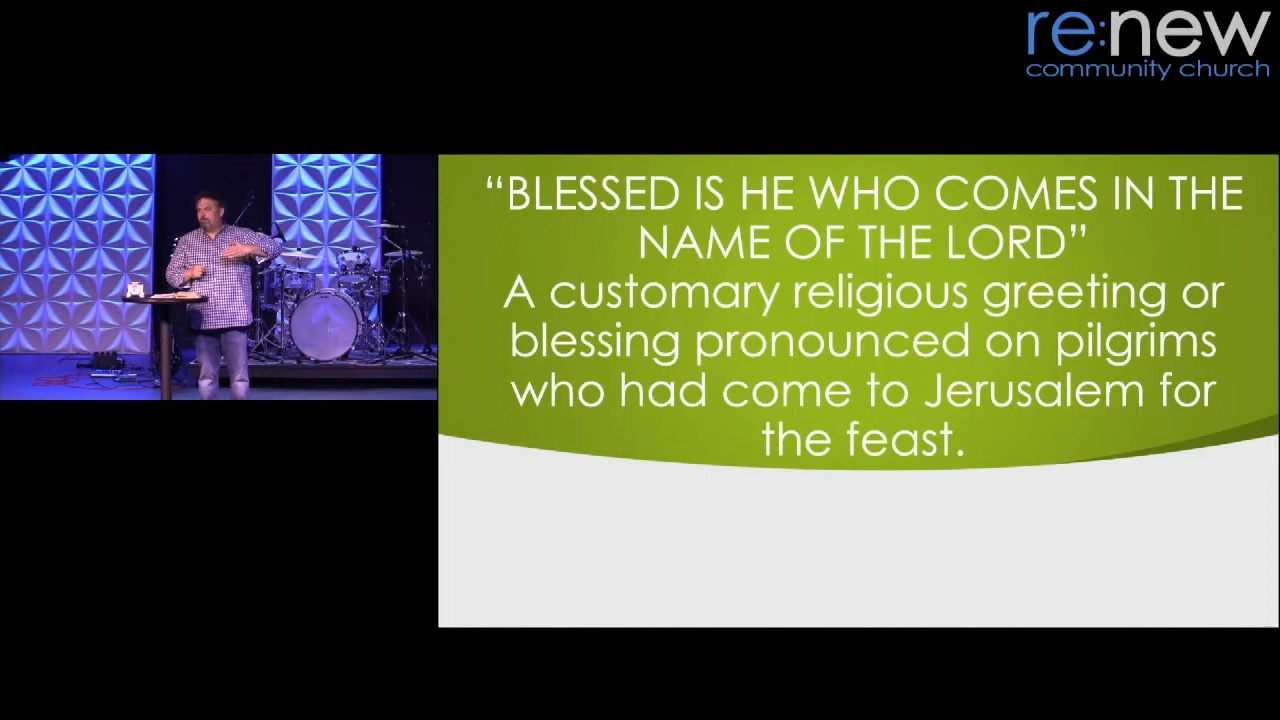 re:new
community church
“BLESSED IS HE WHO COMES IN THE
NAME OF THE LORD”
A customary religious greeting or
blessing pronounced on pilgrims
who had come to Jerusalem for
the feast.